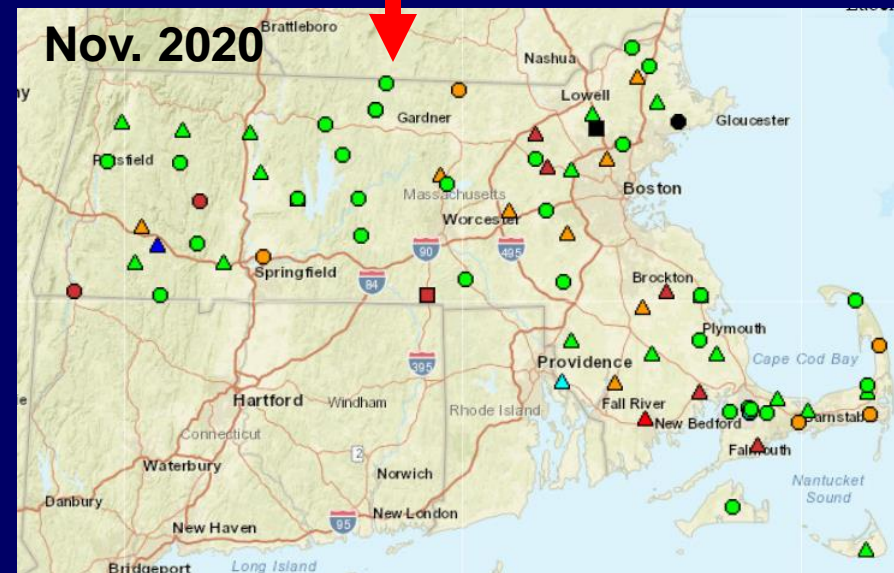 Nov. 2020
Brattleboro
Nashua
Lowell
Gardner
Gloucester
Massachusetts
Boston
Worcester
90
495
Springfield
84
Brockton
Plymouth
Cape Cod Bay
395
Providence
Hartford
Windham
Rhode Island
Fall River
New Bedford
Connecticut
Falmouth
2
Waterbury
Norwich
Nantucket
Sound
Danbury
New London
95
New Haven
Bridgeport
Long Island